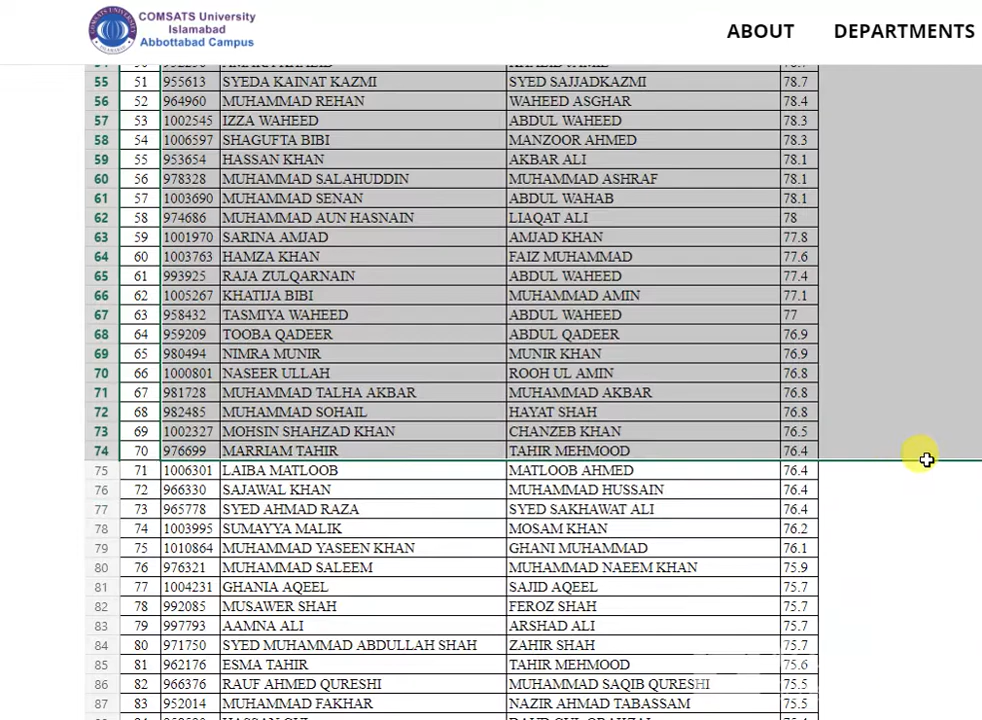 COMSATS University
Islamabad
Abbottabad Campus
ABOUT DEPARTMENTS
55 51 955613 SYEDA KAINAT KAZMI SYED SAJJADKAZMI 78.7
56 52 964960 MUHAMMAD REHAN WAHEED ASGHAR 78.4
57 53 1002545 IZZA WAHEED ABDUL WAHEED 78.3
58 54 1006597 SHAGUFTA BIBI MANZOOR AHMED 78.3
59 55 953654 HASSAN KHAN AKBAR ALI 78.1
60 56 978328 MUHAMMAD SALAHUDDIN MUHAMMAD ASHRAF 78.1
61 57 1003690 MUHAMMAD SENAN ABDUL WAHAB 78.1
62 58 974686 MUHAMMAD AUN HASNAIN LIAQAT ALI 78
63 59 1001970 SARINA AMJAD AMJAD KHAN 77.8
64 60 1003763 HAMZA KHAN FAIZ MUHAMMAD 77.6
65 61 993925 RAJA ZULQARNAIN ABDUL WAHEED 77.4
66 62 1005267 KHATIJA BIBI MUHAMMAD AMIN 77.1
67 63 958432 TASMIYA WAHEED ABDUL WAHEED 77
68 64 959209 TOOBA QADEER ABDUL QADEER 76.9
69 65 980494 NIMRA MUNIR MUNIR KHAN 76.9
70 66 1000801 NASEER ULLAH ROOH UL AMIN 76.8
71 67 981728 MUHAMMAD TALHA AKBAR MUHAMMAD AKBAR 76.8
72 68 982485 MUHAMMAD SOHAIL HAYAT SHAH 76.8
73 69 1002327 MOHSIN SHAHZAD KHAN CHANZEB KHAN 76.5
74 70 976699 MARRIAM TAHIR TAHIR MEHMOOD 76.4
75 71 1006301 LAIBA MATLOOB MATLOOB AHMED 76.4
76 72 966330 SAJAWAL KHAN MUHAMMAD HUSSAIN 76.4
77 73 965778 SYED AHMAD RAZA SYED SAKHAWAT ALI 76.4
78 74 1003995 SUMAYYA MALIK MOSAM KHAN 76.2
79 75 1010864 MUHAMMAD YASEEN KHAN GHANI MUHAMMAD 76.1
80 76 976321 MUHAMMAD SALEEM MUHAMMAD NAEEM KHAN 75.9
81 77 1004231 GHANIA AQEEL SAJID AQEEL 75.7
82 78 992085 MUSAWER SHAH FEROZ SHAH 75.7
83 79 997793 AAMNA ALI ARSHAD ALI 75.7
84 80 971750 SYED MUHAMMAD ABDULLAH SHAH ZAHIR SHAH 75.7
85 81 962176 ESMA TAHIR TAHIR MEHMOOD 75.6
86 82 966376 RAUF AHMED QURESHI MUHAMMAD SAQIB QURESHI 75.5
87 83 952014 MUHAMMAD FAKHAR NAZIR AHMAD TABASSAM 75.5